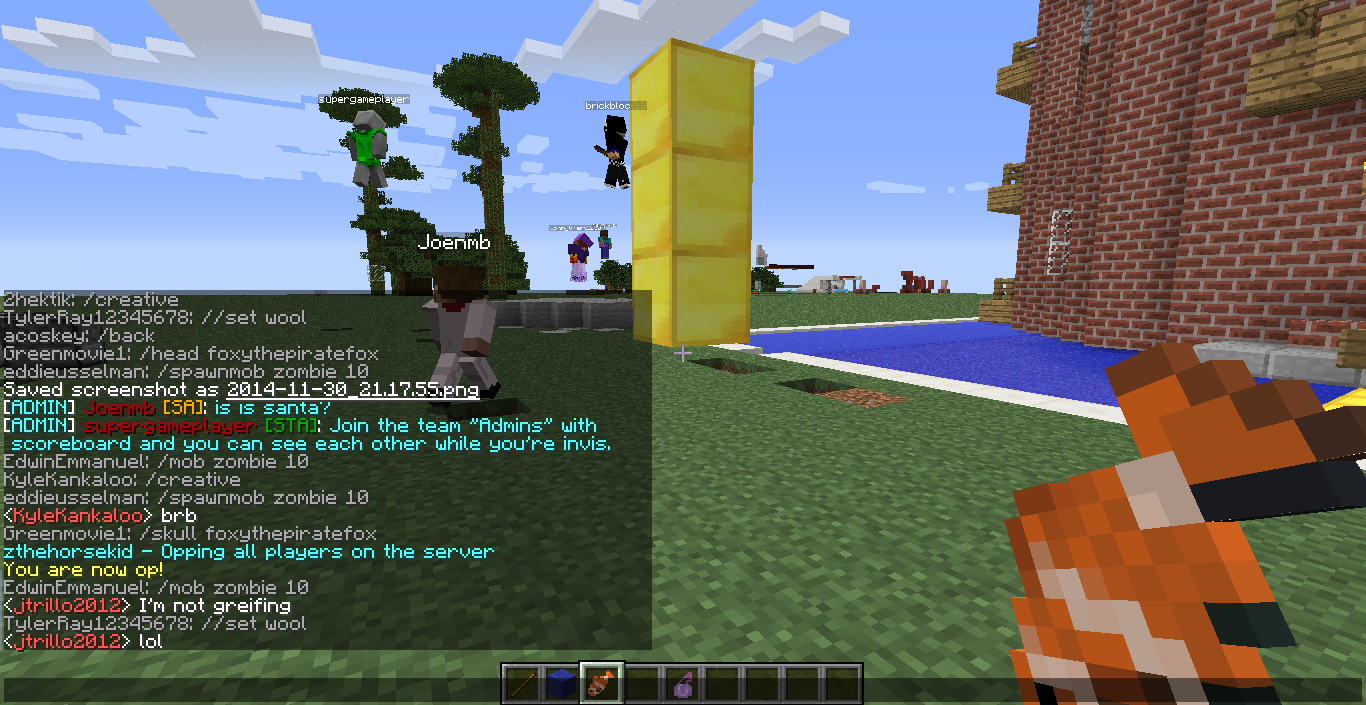 supergameplayer
brickbloc
Joenmb
Zhektik: /creative
TylerRay12345678: //set wool
acoskey: /back
Greenmovie1: /head foxythepiratefox
eddieusselman: /spawnmob zombie 10
Saved screenshot as 2014-11-30_21.17.55.png
[ADMIN] Joenmb [SA]: is is santa?
[ADMIN] supergameplayer [STA]: Join the team "Admins" with
scoreboard and you can see each other while you're invis.
EdwinEmmanuel: /mob zombie 10
KyleKankaloo: /creative
eddieusselman: /spawnmob zombie 10
<KyleKankaloo> brb
Greenmovie1: /skull foxythepiratefox
zthehorsekid - Opping all players on the server
You are now op!
EdwinEmmanuel: /mob zombie 10
<jtrillo2012> I'm not greifing
TylerRay12345678: //set wool
<jtrillo2012> lol